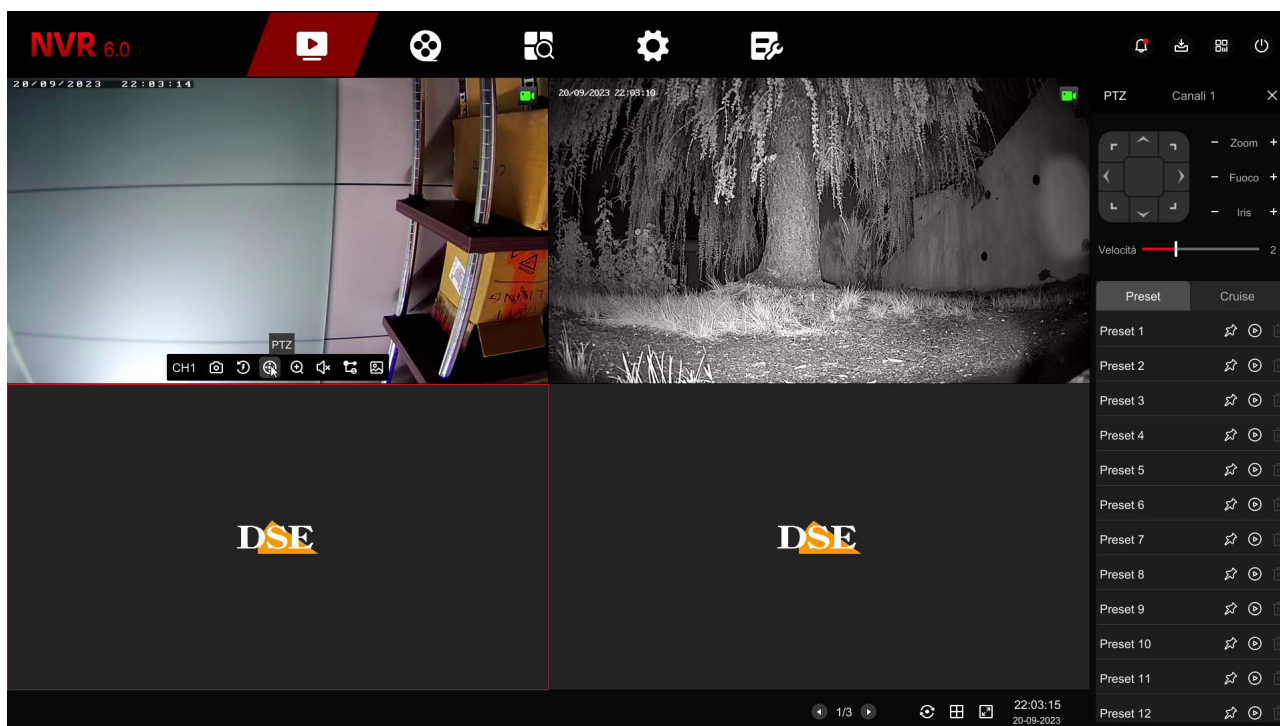 NVR 6.0
20/09/2023 22:03:14
20/09/2023 22:03:10
PTZ Canali 1
- Zoom +
- Fuoco +
- Iris +
Velocità 2
Preset Cruise
Preset 1
Preset 2
Preset 3
Preset 4
Preset 5
Preset 6
Preset 7
Preset 8
Preset 9
Preset 10
Preset 11
Preset 12
PTZ
CH1
DSE
DSE
1/3
22:03:15
20-09-2023